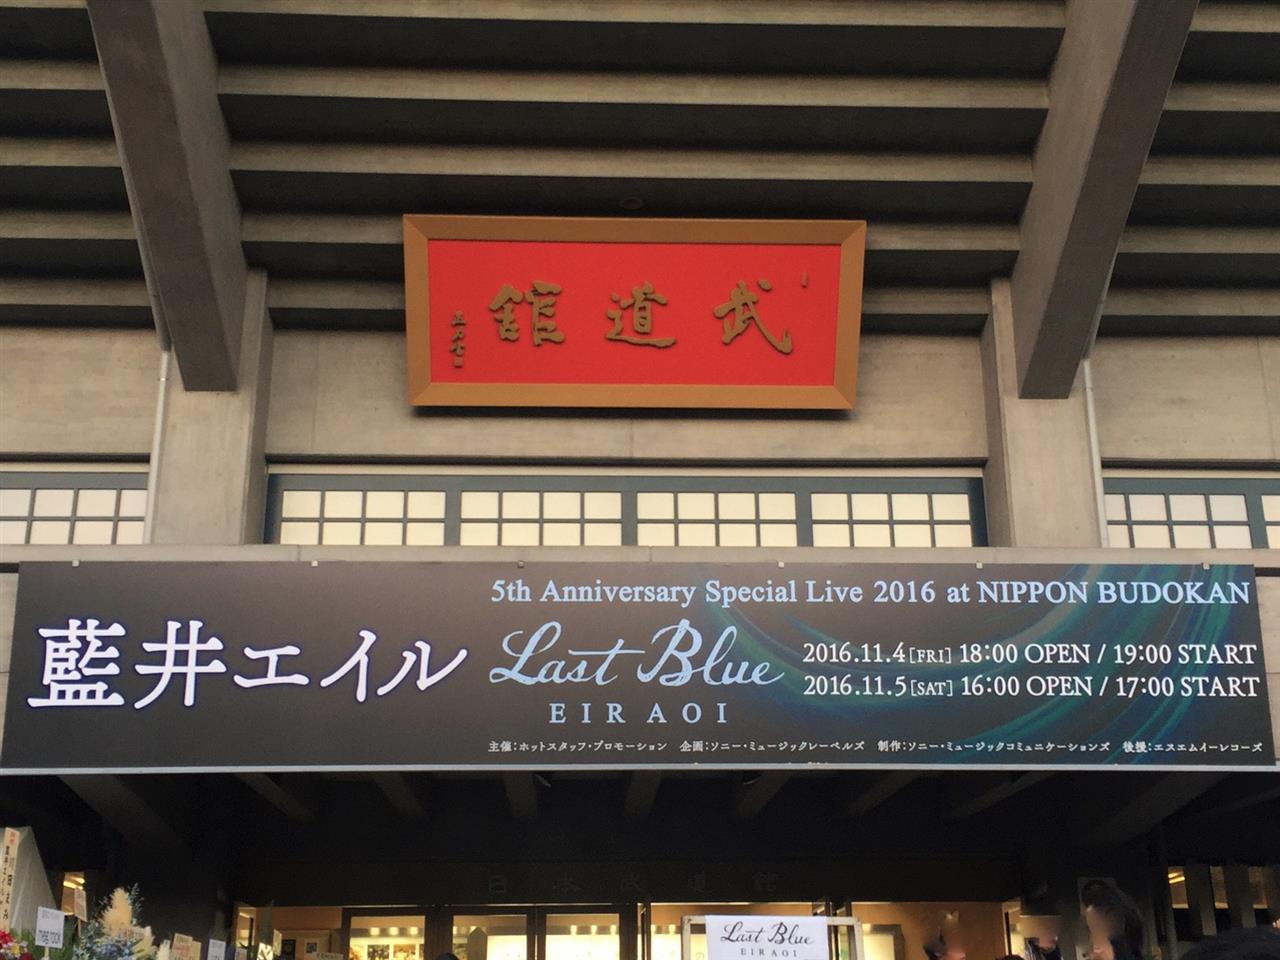 武道館
藍井エイル
5th Anniversary Special Live 2016 at NIPPON BUDOKAN
Last Blue
EIR AOI
2016.11.4[FRI] 18:00 OPEN / 19:00 START
2016.11.5[SAT] 16:00 OPEN / 17:00 START
主催:ホットスタッフ・プロモーション 企画:ソニー・ミュージックレーベルズ 制作:ソニー・ミュージックコミュニケーションズ 後援:エスエムイーレコーズ
日本武道館
Last Blue
EIR AOI